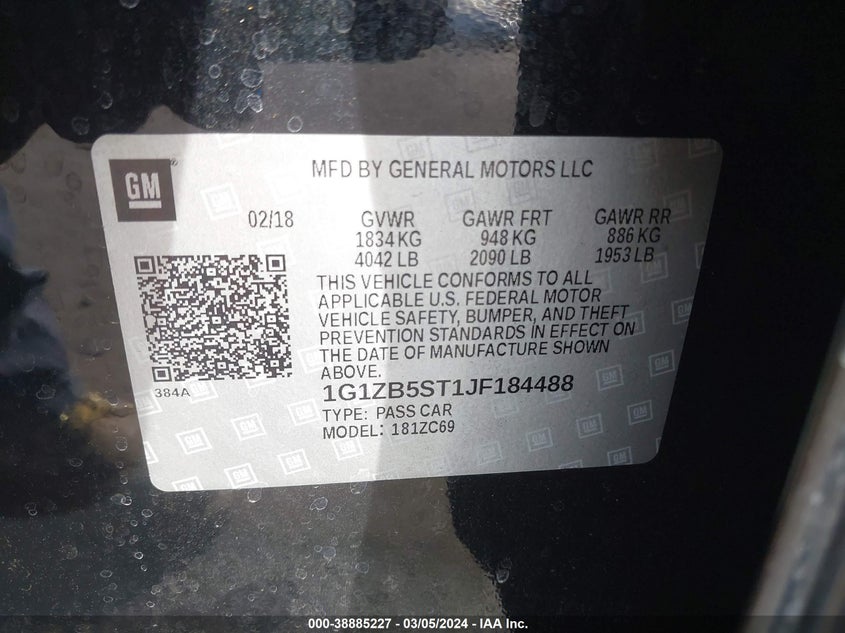 GM
MFD BY GENERAL MOTORS LLC
02/18 GVWR GAWR FRT GAWR RR
1834 KG 948 KG 886 KG
4042 LB 2090 LB 1953 LB
THIS VEHICLE CONFORMS TO ALL
APPLICABLE U.S. FEDERAL MOTOR
VEHICLE SAFETY, BUMPER, AND THEFT
PREVENTION STANDARDS IN EFFECT ON
THE DATE OF MANUFACTURE SHOWN
ABOVE.
384A
1G1ZB5ST1JF184488
TYPE: PASS CAR
MODEL: 181ZC69
000-38885227 - 03/05/2024 - IAA Inc.